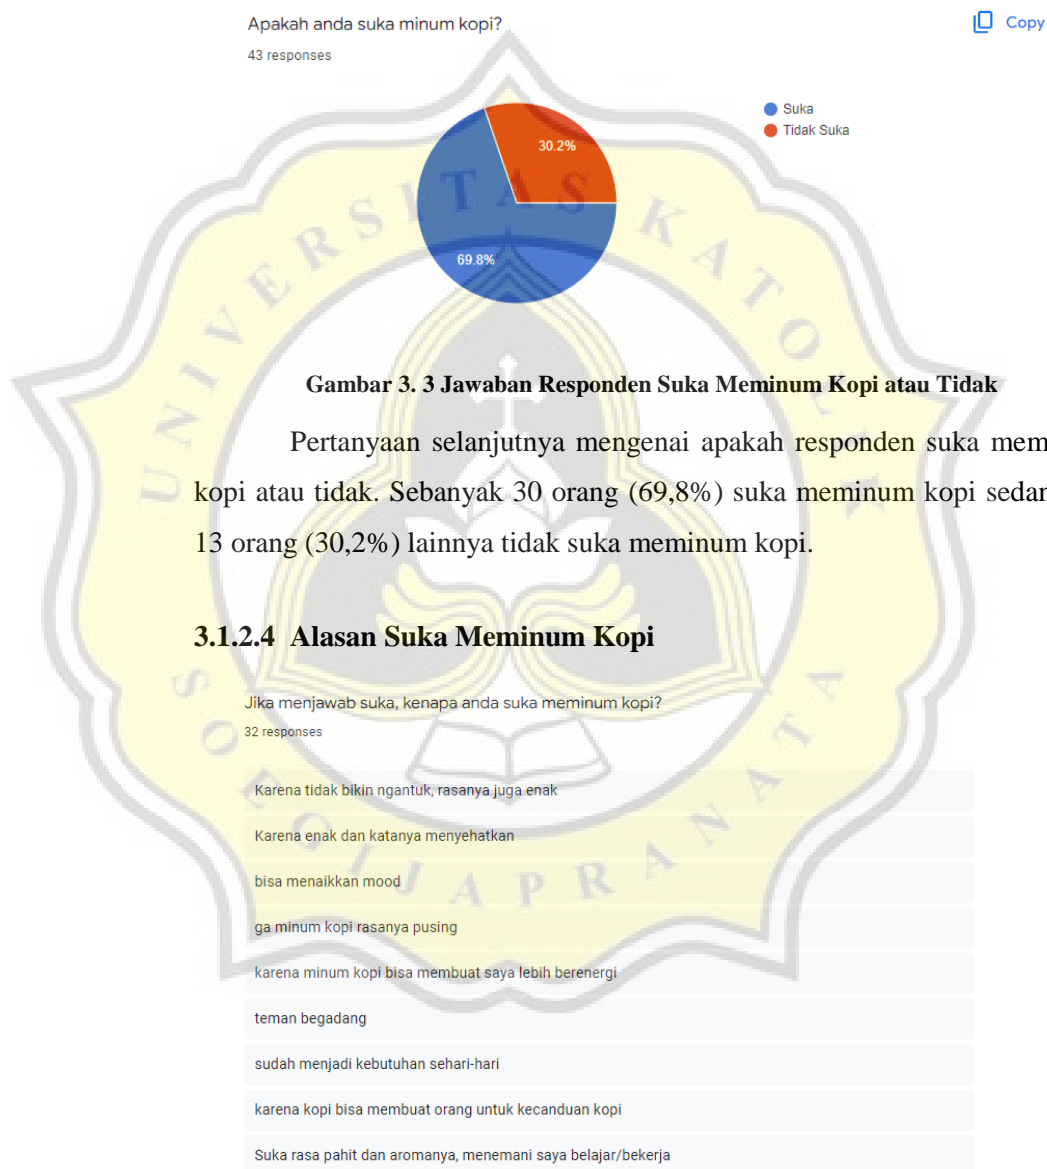 Apakah anda suka minum kopi?
Copy
43 responses
Suka
Tidak Suka
30.2%
69.8%
UNIVERSITAS KATOLIK
SOEGIJAPRANATA
Gambar 3. 3 Jawaban Responden Suka Meminum Kopi atau Tidak
Pertanyaan selanjutnya mengenai apakah responden suka mem
kopi atau tidak. Sebanyak 30 orang (69,8%) suka meminum kopi sedan
13 orang (30,2%) lainnya tidak suka meminum kopi.
3.1.2.4 Alasan Suka Meminum Kopi
Jika menjawab suka, kenapa anda suka meminum kopi?
32 responses
Karena tidak bikin ngantuk, rasanya juga enak
Karena enak dan katanya menyehatkan
bisa menaikkan mood
ga minum kopi rasanya pusing
karena minum kopi bisa membuat saya lebih berenergi
teman begadang
sudah menjadi kebutuhan sehari-hari
karena kopi bisa membuat orang untuk kecanduan kopi
Suka rasa pahit dan aromanya, menemani saya belajar/bekerja